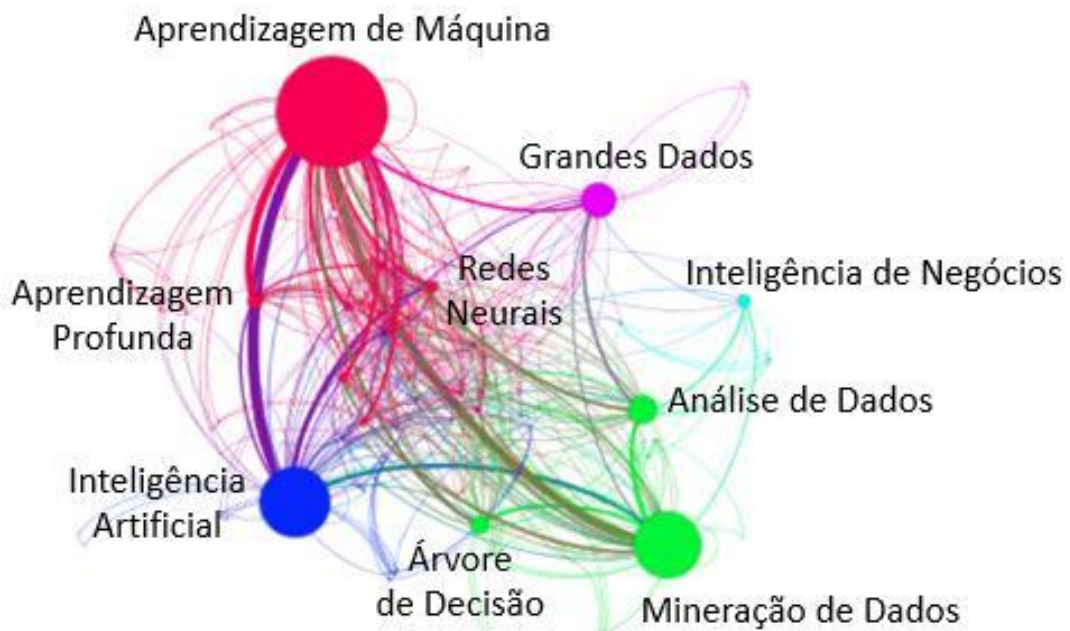 Aprendizagem de Máquina
Grandes Dados
Redes
Neurais
Inteligência de Negócios
Aprendizagem
Profunda
Análise de Dados
Inteligência
Artificial
Árvore
de Decisão
Mineração de Dados